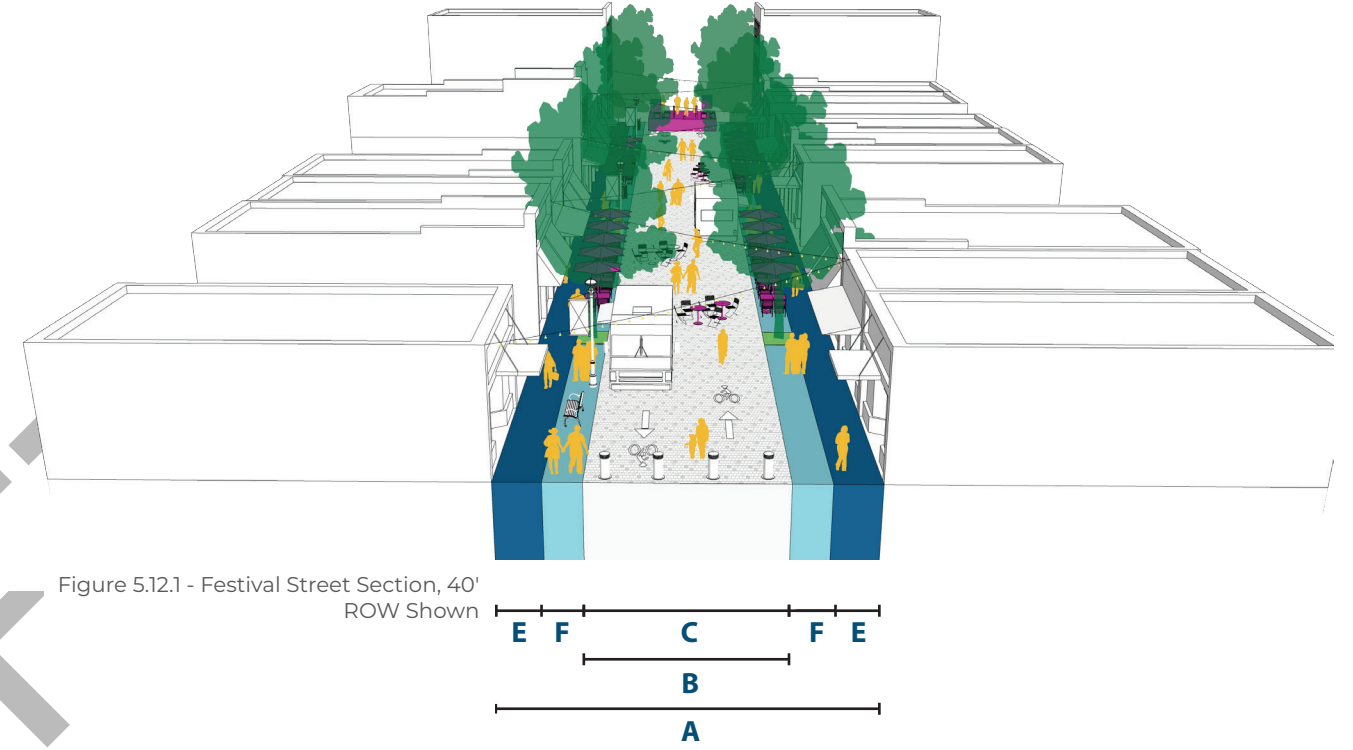 Figure 5.12.1 - Festival Street Section, 40'
ROW Shown
E F C F E
B
A